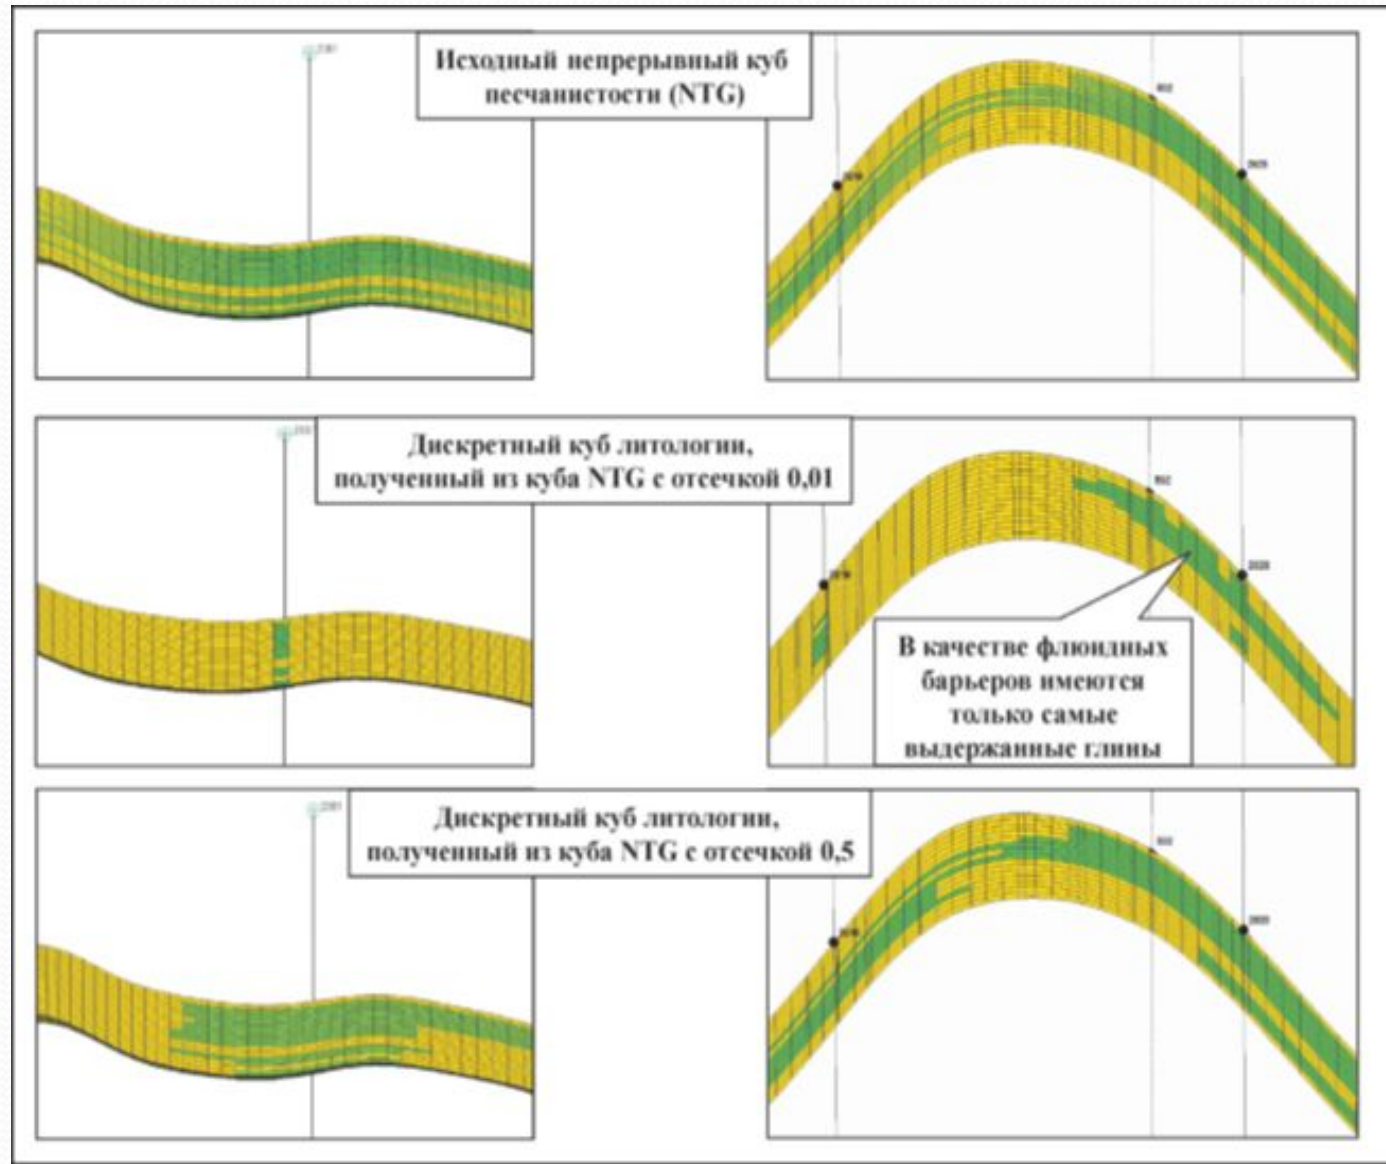 Исходный непрерывный куб
песчанистости (NTG)
Дискретный куб литологии,
полученный из куба NTG с отсечкой 0,01
В качестве флюидных
барьеров имеются
только самые
выдержанные глины
Дискретный куб литологии,
полученный из куба NTG с отсечкой 0,5